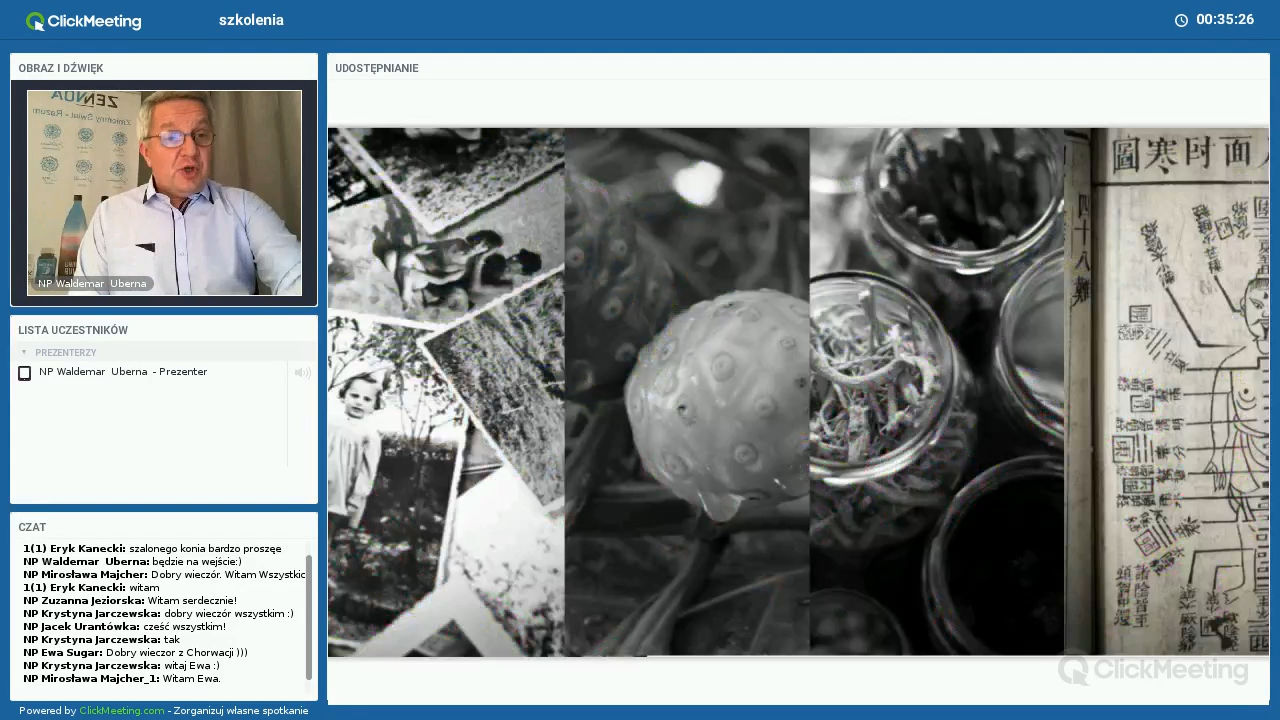 ClickMeeting
szkolenia
00:35:26
OBRAZ I DŹWIĘK
NP Waldemar Uberna
LISTA UCZESTNIKÓW
PREZENTERZY
NP Waldemar Uberna - Prezenter
CZAT
1(1) Eryk Kanecki: szalonego konia bardzo proszę
NP Waldemar Uberna: będzie na wejście:)
NP Mirosława Majcher: Dobry wieczór. Witam Wszystkic
1(1) Eryk Kanecki: witam
NP Zuzanna Jeziorska: Witam serdecznie!
NP Krystyna Jarczewska: dobry wieczór wszystkim :)
NP Jacek Urantówka: cześć wszystkim!
NP Krystyna Jarczewska: tak
NP Ewa Sugar: Dobry wieczor z Chorwacji )))
NP Krystyna Jarczewska: witaj Ewa :)
NP Mirosława Majcher_1: Witam Ewa.
Powered by ClickMeeting.com - Zorganizuj własne spotkanie
UDOSTĘPNIANIE
ClickMeeting